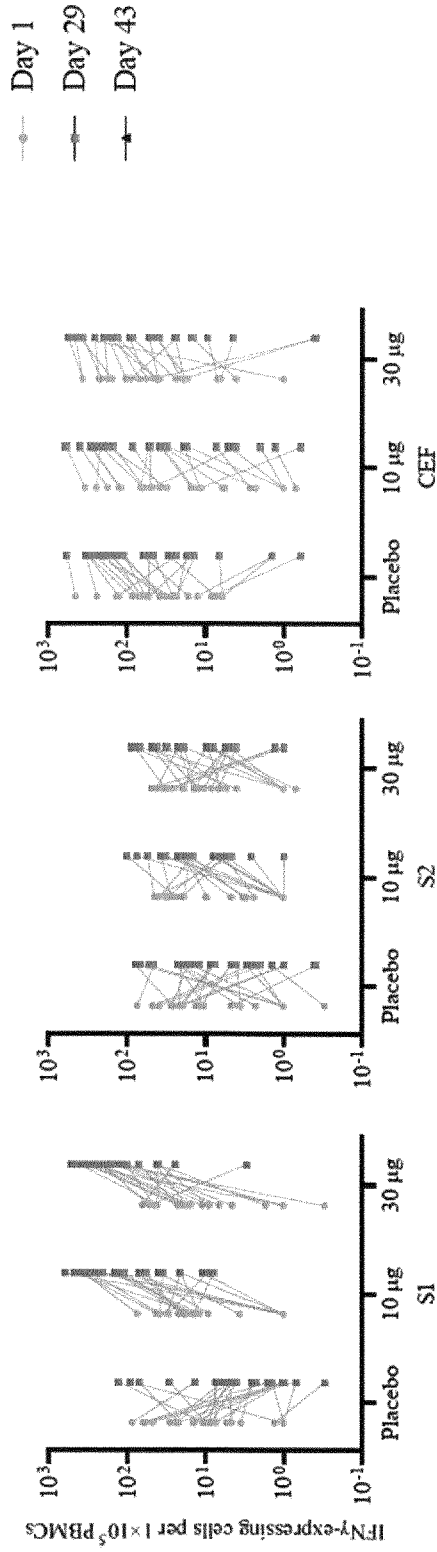 Day 1
Day 29
Day 43
IFNγ-expressing cells per 1×10⁵ PBMCs
10³
10²
10¹
10⁰
10⁻¹
Placebo
10 µg
30 µg
S1
10³
10²
10¹
10⁰
10⁻¹
Placebo
10 µg
30 µg
S2
10³
10²
10¹
10⁰
10⁻¹
Placebo
10 µg
30 µg
CEF